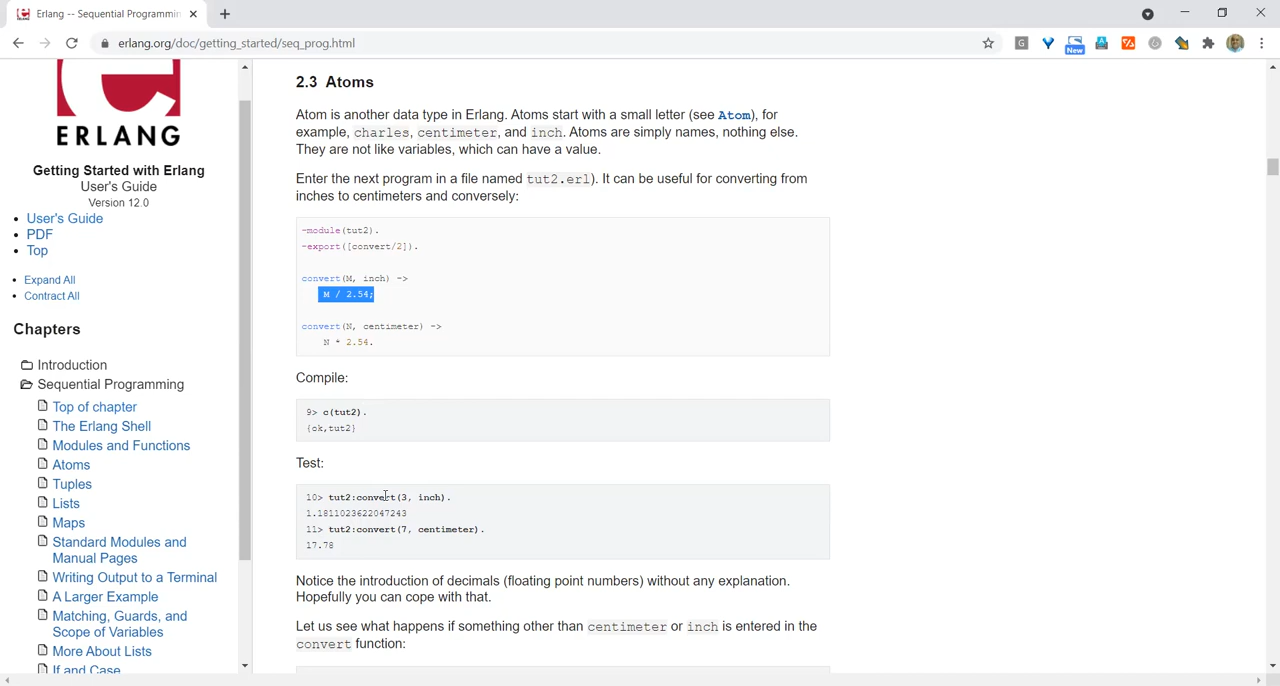 Erlang -- Sequential Programmin
erlang.org/doc/getting_started/seq_prog.html
New
ERLANG
Getting Started with Erlang
User's Guide
Version 12.0
User's Guide
PDF
Top
Expand All
Contract All
Chapters
Introduction
Sequential Programming
Top of chapter
The Erlang Shell
Modules and Functions
Atoms
Tuples
Lists
Maps
Standard Modules and
Manual Pages
Writing Output to a Terminal
A Larger Example
Matching, Guards, and
Scope of Variables
More About Lists
If and Case
2.3 Atoms
Atom is another data type in Erlang. Atoms start with a small letter (see Atom), for
example, charles, centimeter, and inch. Atoms are simply names, nothing else.
They are not like variables, which can have a value.
Enter the next program in a file named tut2.erl). It can be useful for converting from
inches to centimeters and conversely:
-module(tut2).
-export([convert/2]).
convert(M, inch) ->
M / 2.54;
convert(N, centimeter) ->
N * 2.54.
Compile:
9> c(tut2).
{ok,tut2}
Test:
10> tut2:convert(3, inch).
1.1811023622047243
11> tut2:convert(7, centimeter).
17.78
Notice the introduction of decimals (floating point numbers) without any explanation.
Hopefully you can cope with that.
Let us see what happens if something other than centimeter or inch is entered in the
convert function: